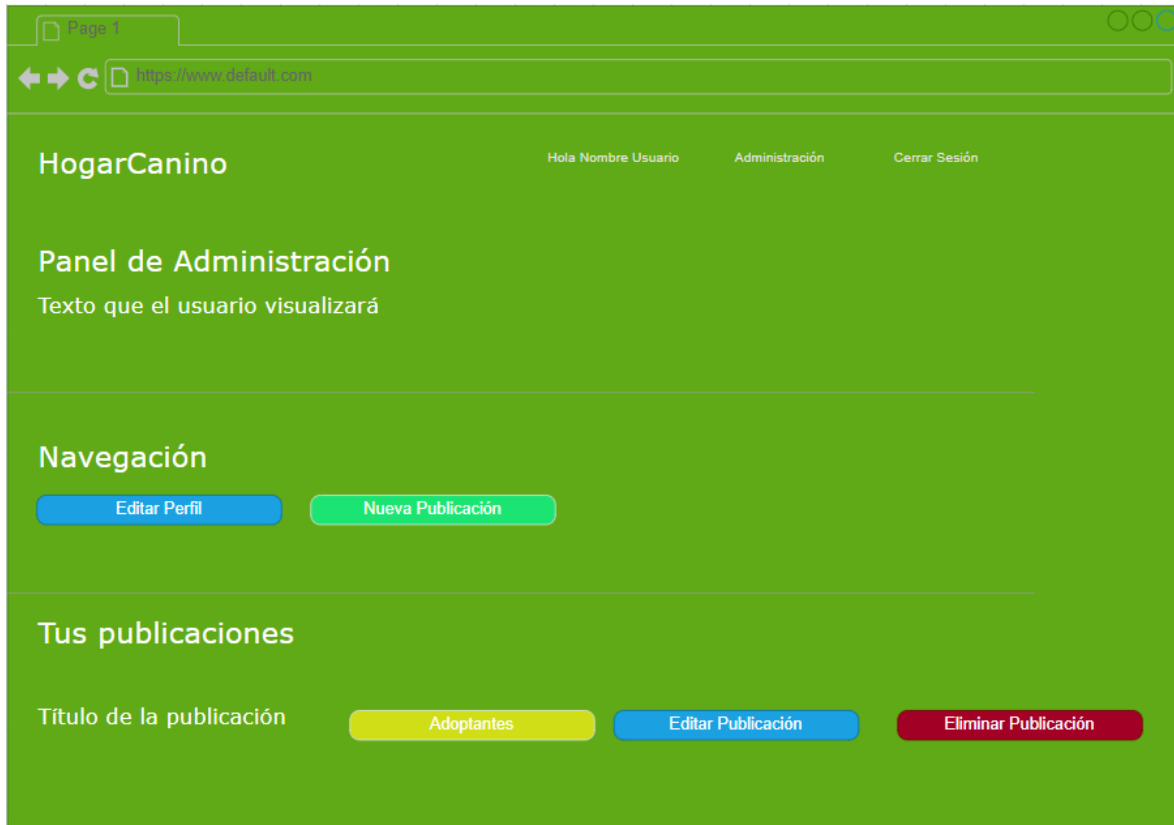 Page 1
https://www.default.com
HogarCanino
Hola Nombre Usuario
Administración
Cerrar Sesión
Panel de Administración
Texto que el usuario visualizará
Navegación
Editar Perfil
Nueva Publicación
Tus publicaciones
Título de la publicación
Adoptantes
Editar Publicación
Eliminar Publicación